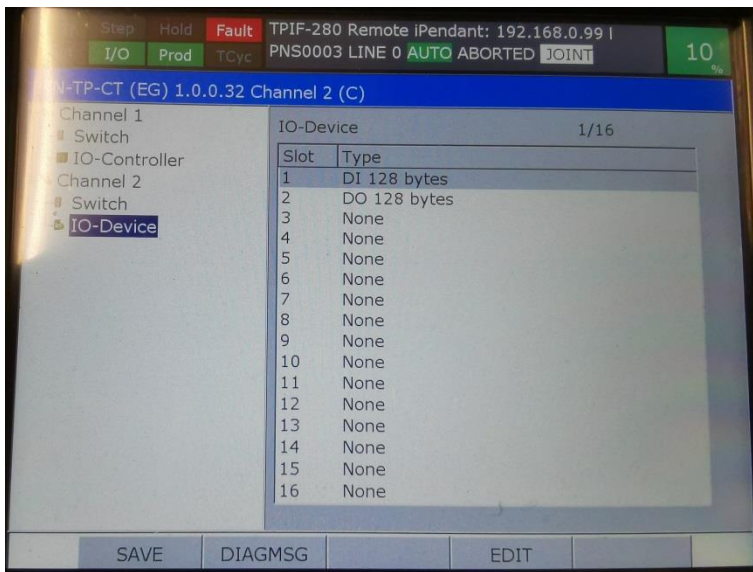 Step Hold Fault TPIF-280 Remote iPendant: 192.168.0.99
I/O Prod TCyc PNS0003 LINE 0 AUTO ABORTED JOINT 10 %
-TP-CT (EG) 1.0.0.32 Channel 2 (C)
Channel 1
Switch
IO-Controller
Channel 2
Switch
IO-Device
IO-Device 1/16
Slot Type
1 DI 128 bytes
2 DO 128 bytes
3 None
4 None
5 None
6 None
7 None
8 None
9 None
10 None
11 None
12 None
13 None
14 None
15 None
16 None
SAVE DIAGMSG EDIT